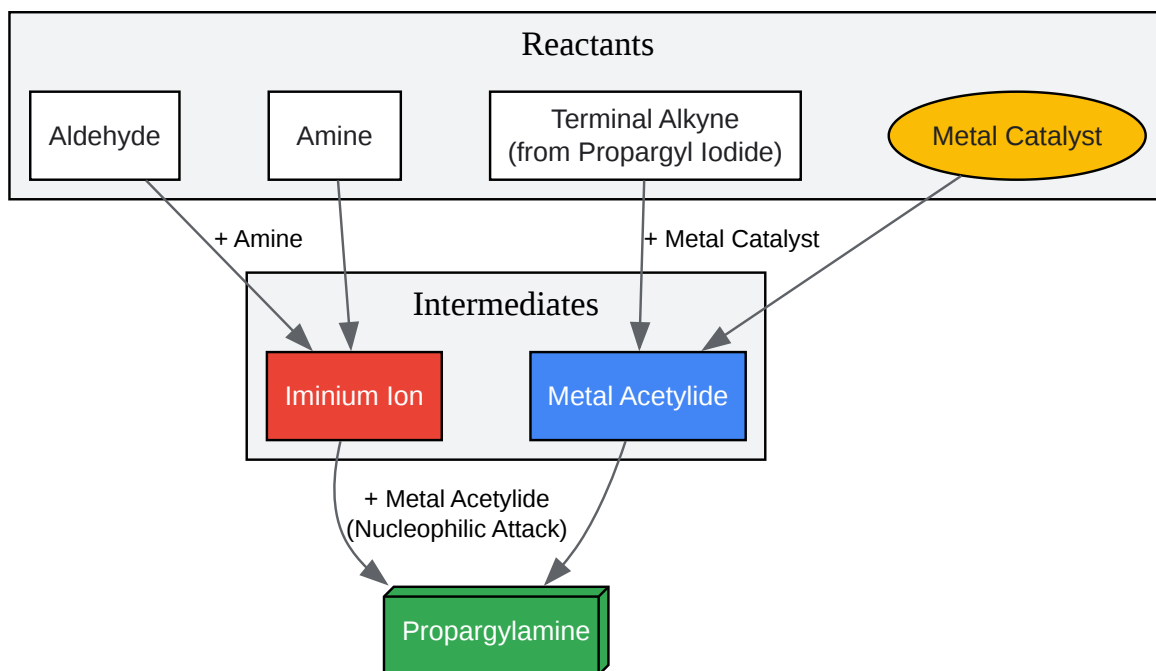 Reactants
Aldehyde
Amine
Terminal Alkyne
(from Propargyl Iodide)
Metal Catalyst
+ Amine
+ Metal Catalyst
Intermediates
Iminium Ion
Metal Acetylide
+ Metal Acetylide
(Nucleophilic Attack)
Propargylamine